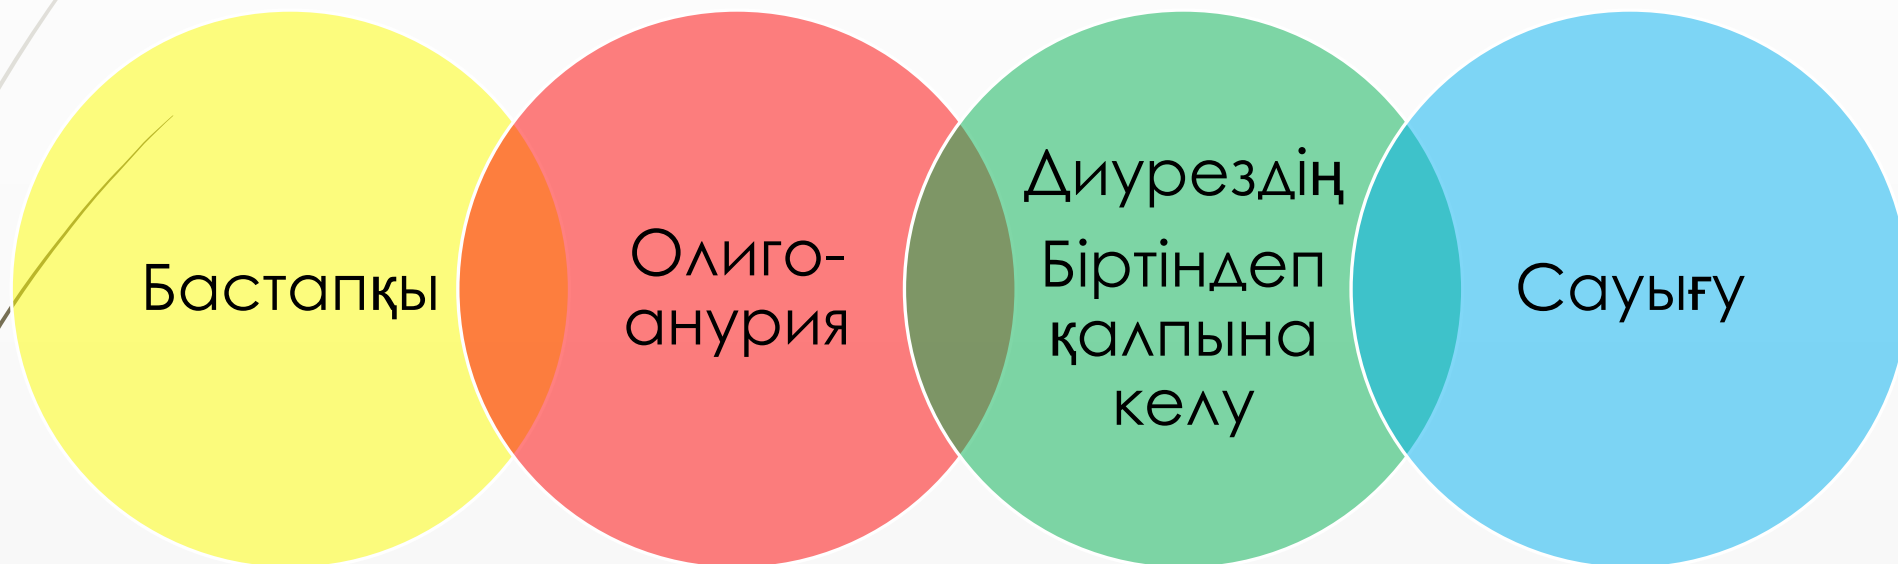 Бастапқы
Олиго-
анурия
Диурездің
Біртіндеп
қалпына
келу
Сауығу